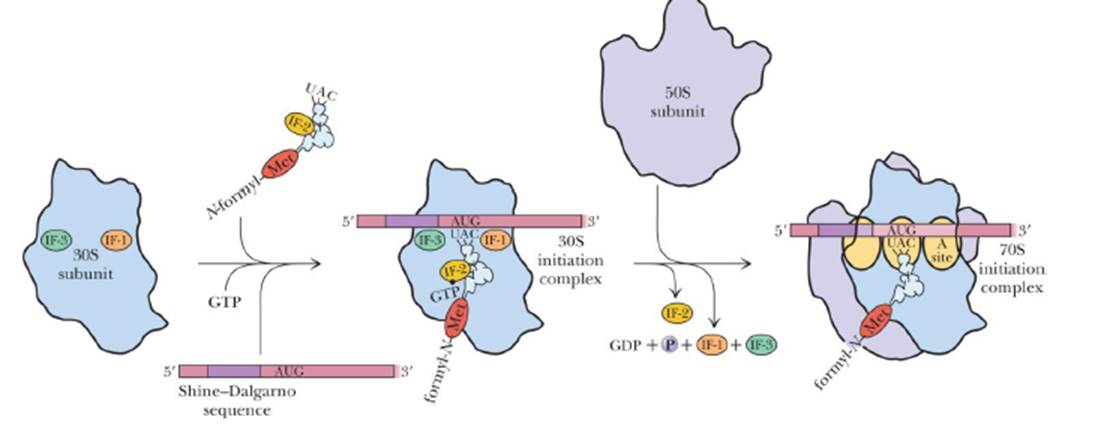 IF-3
IF-1
30S
subunit
UAC
IF-2
Met
N-formyl-
GTP
5′
AUG
3′
Shine–Dalgarno
sequence
5′
AUG
3′
UAC
IF-3
IF-1
IF-2
GTP
Met
formyl-N-
30S
initiation
complex
50S
subunit
IF-2
GDP + P + IF-1 + IF-3
5′
AUG
3′
UAC
A
site
Met
formyl-N-
70S
initiation
complex